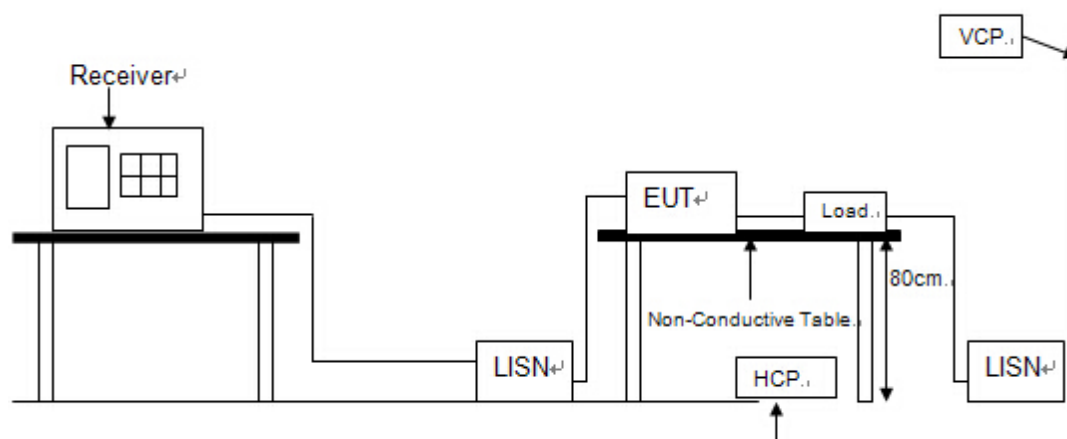 VCP.
Receiver
EUT
Load.
80cm.
Non-Conductive Table.
LISN
HCP.
LISN